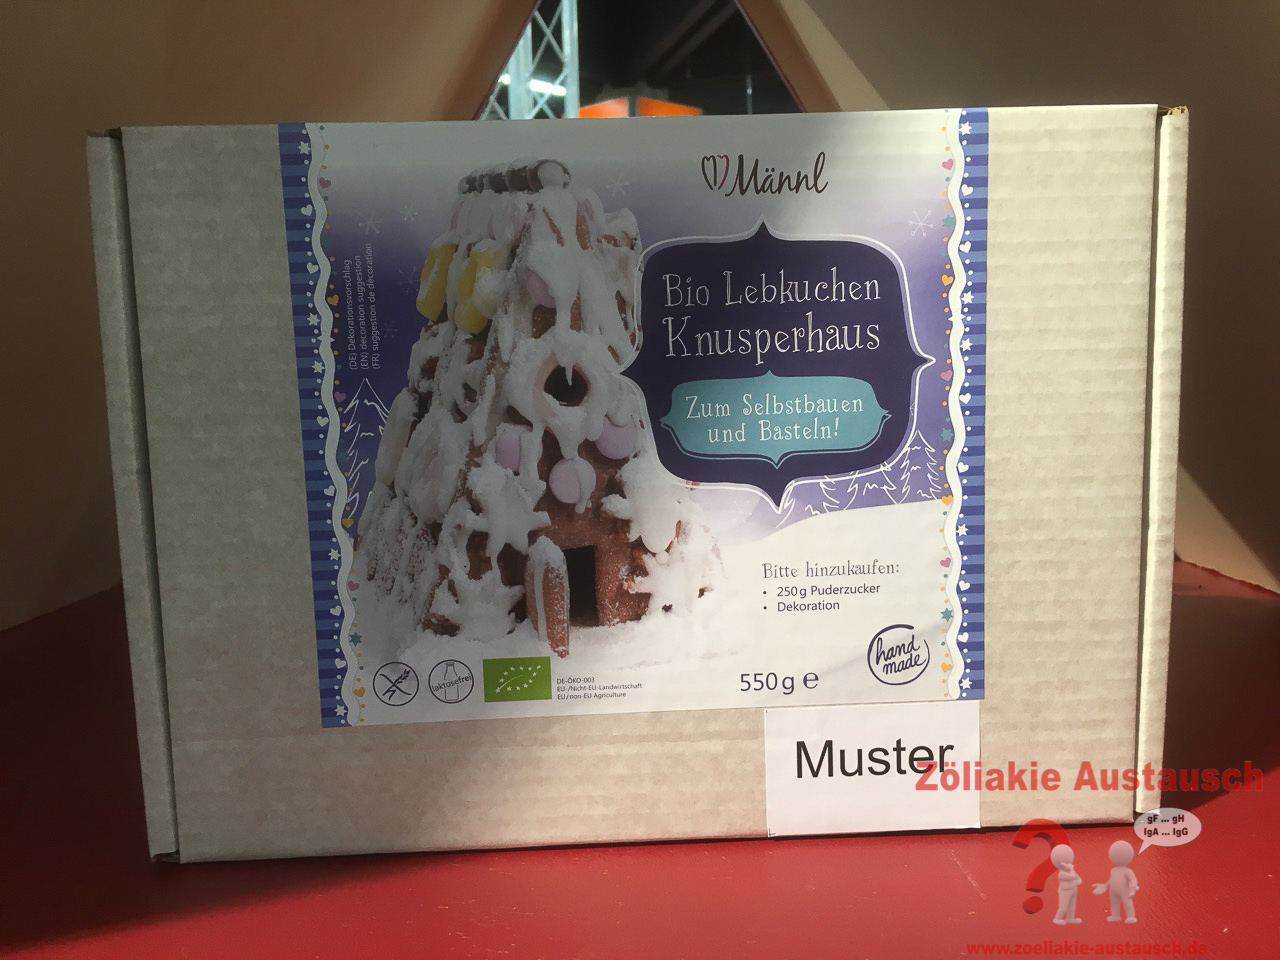 Männl
Bio Lebkuchen
Knusperhaus
Zum Selbstbauen
und Basteln!
(DE) Dekorationsvorschlag
(EN) decoration suggestion
(FR) suggestion de décoration
Bitte hinzukaufen:
• 250g Puderzucker
• Dekoration
hand
made
laktosefrei
DE-ÖKO-003
EU-/Nicht-EU-Landwirtschaft
EU/non-EU Agriculture
550g e
Muster
Zöliakie Austausch
gF ... gH
IgA ... IgG
?
www.zoeliakie-austausch.de